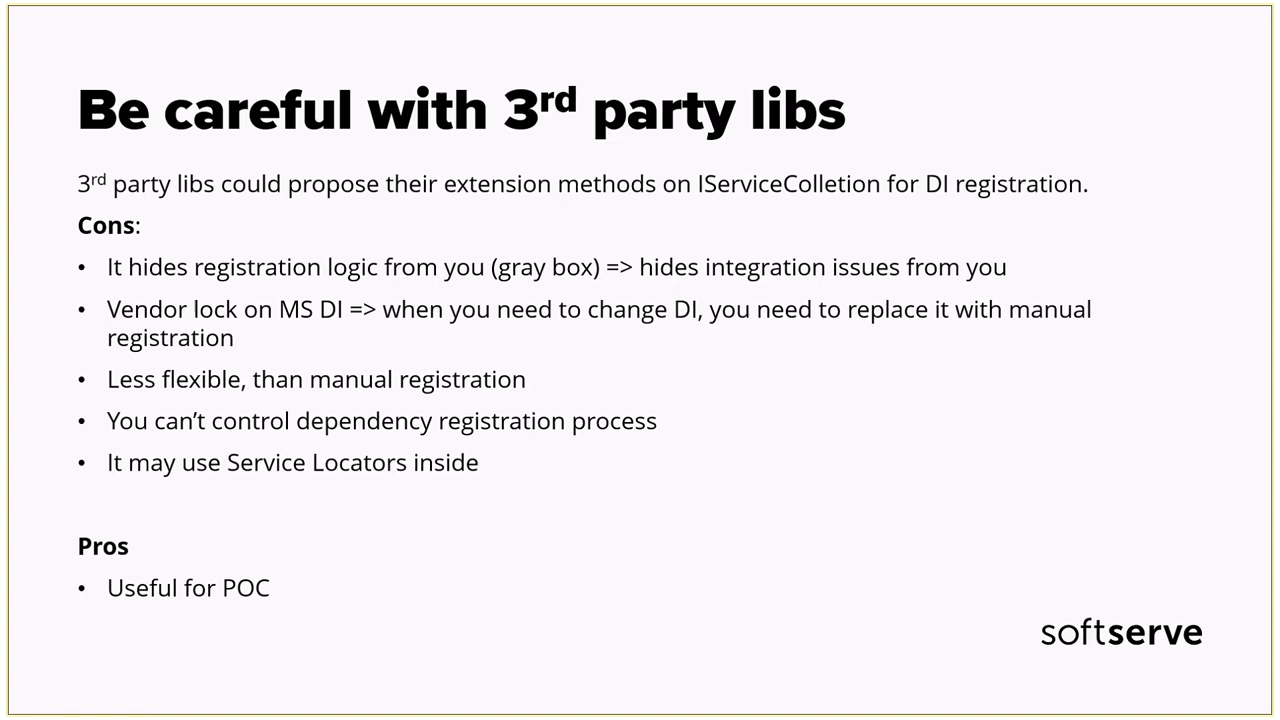 Be careful with 3rd party libs
3rd party libs could propose their extension methods on IServiceColletion for DI registration.
Cons:
• It hides registration logic from you (gray box) => hides integration issues from you
• Vendor lock on MS DI => when you need to change DI, you need to replace it with manual
registration
• Less flexible, than manual registration
• You can’t control dependency registration process
• It may use Service Locators inside
Pros
• Useful for POC
softserve